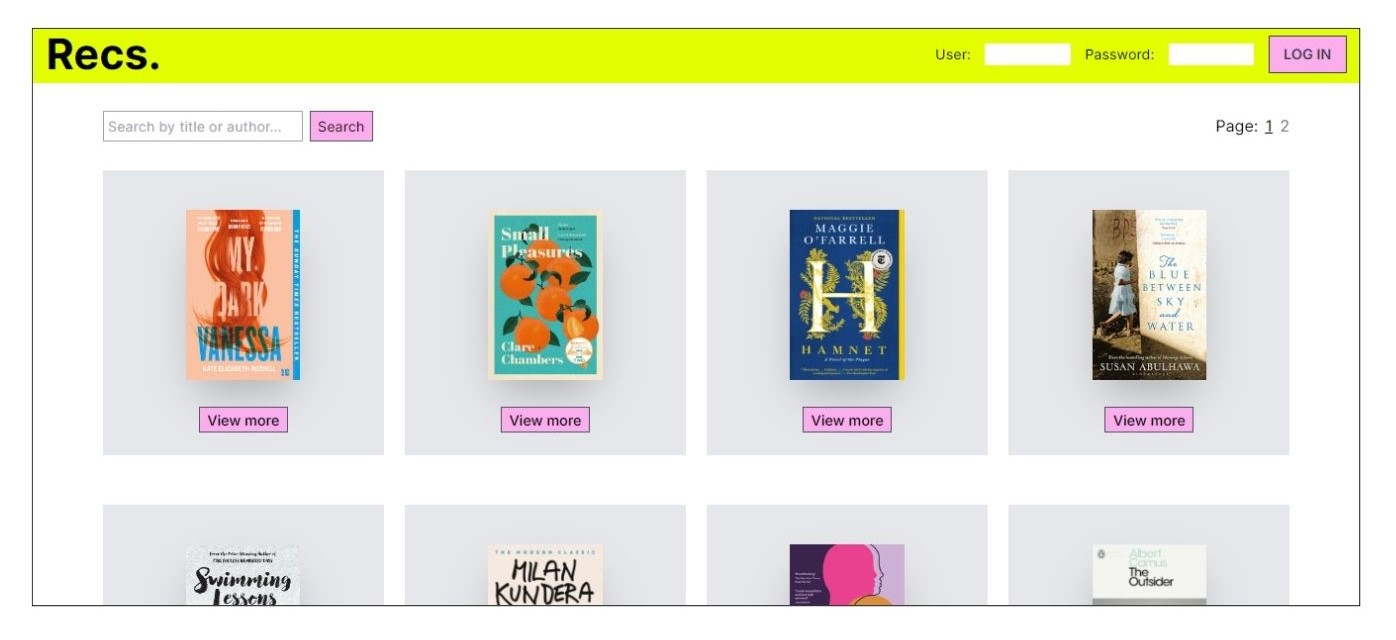 Recs.
User:
Password:
LOG IN
Search by title or author...
Search
Page: 1 2
MY
DARK
VANESSA
KATE ELIZABETH RUSSELL
THE SUNDAY TIMES BESTSELLER
View more
Small
Pleasures
Clare
Chambers
View more
NATIONAL BESTSELLER
MAGGIE
O'FARRELL
H
HAMNET
A Novel of the Plague
View more
The
BLUE
BETWEEN
SKY
and
WATER
SUSAN ABULHAWA
View more
Swimming
Lessons
THE MODERN CLASSIC
MILAN
KUNDERA
Albert
Camus
The
Outsider